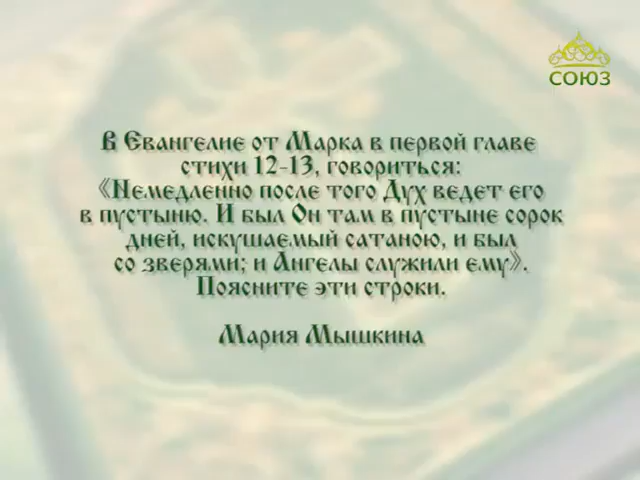 СОЮЗ
В Евангелие от Марка в первой главе
стихи 12-13, говориться:
《Немедленно после того Дух ведет его
в пустыню. И был Он там в пустыне сорок
дней, искушаемый сатаною, и был
со зверями; и Ангелы служили ему》.
Поясните эти строки.
Мария Мышкина